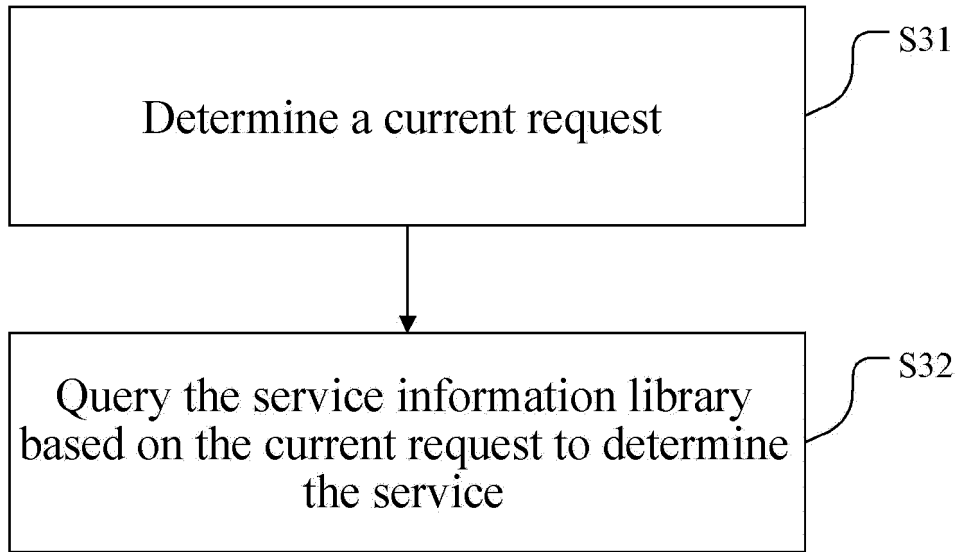 Determine a current request
S31
Query the service information library
based on the current request to determine
the service
S32